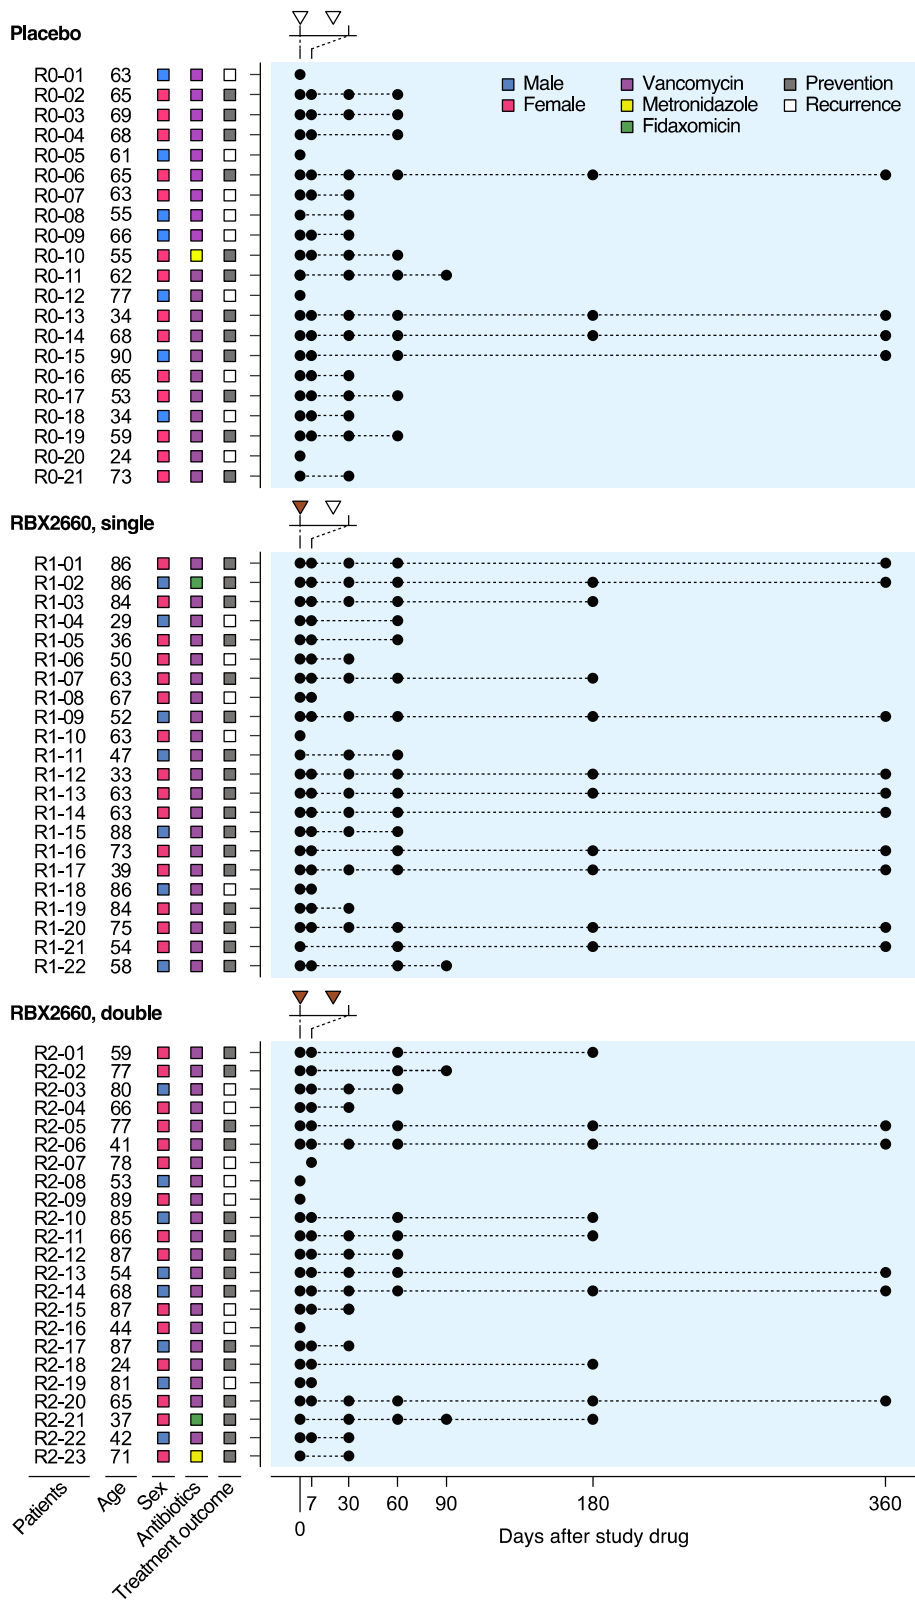 Placebo
Male Vancomycin Prevention
Female Metronidazole Recurrence
Fidaxomicin
R0-01 63
R0-02 65
R0-03 69
R0-04 68
R0-05 61
R0-06 65
R0-07 63
R0-08 55
R0-09 66
R0-10 55
R0-11 62
R0-12 77
R0-13 34
R0-14 68
R0-15 90
R0-16 65
R0-17 53
R0-18 34
R0-19 59
R0-20 24
R0-21 73
RBX2660, single
R1-01 86
R1-02 86
R1-03 84
R1-04 29
R1-05 36
R1-06 50
R1-07 63
R1-08 67
R1-09 52
R1-10 63
R1-11 47
R1-12 33
R1-13 63
R1-14 63
R1-15 88
R1-16 73
R1-17 39
R1-18 86
R1-19 84
R1-20 75
R1-21 54
R1-22 58
RBX2660, double
R2-01 59
R2-02 77
R2-03 80
R2-04 66
R2-05 77
R2-06 41
R2-07 78
R2-08 53
R2-09 89
R2-10 85
R2-11 66
R2-12 87
R2-13 54
R2-14 68
R2-15 87
R2-16 44
R2-17 87
R2-18 24
R2-19 81
R2-20 65
R2-21 37
R2-22 42
R2-23 71
Patients
Age
Sex
Antibiotics
Treatment outcome
7 30 60 90 180 360
0
Days after study drug